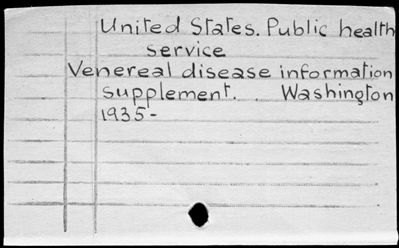 United States. Public health
service
Venereal disease information
supplement. . Washington
1935-